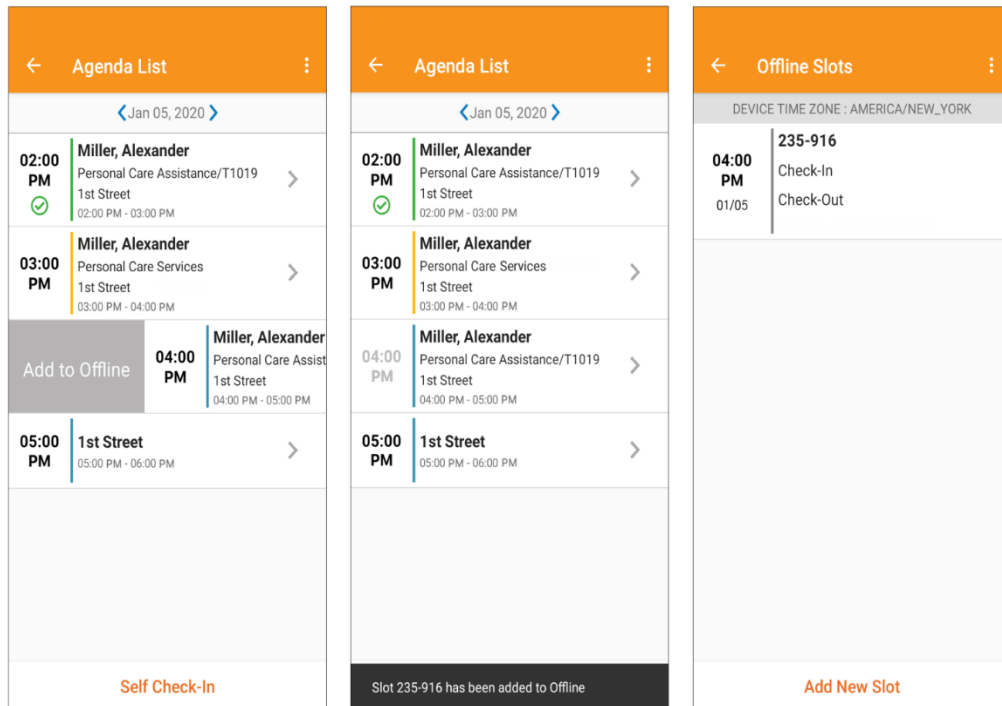 Agenda List
Jan 05, 2020
02:00
PM
Miller, Alexander
Personal Care Assistance/T1019
1st Street
02:00 PM - 03:00 PM
03:00
PM
Miller, Alexander
Personal Care Services
1st Street
03:00 PM - 04:00 PM
Add to Offline
04:00
PM
Miller, Alexander
Personal Care Assist
1st Street
04:00 PM - 05:00 PM
05:00
PM
1st Street
05:00 PM - 06:00 PM
Self Check-In
Agenda List
Jan 05, 2020
02:00
PM
Miller, Alexander
Personal Care Assistance/T1019
1st Street
02:00 PM - 03:00 PM
03:00
PM
Miller, Alexander
Personal Care Services
1st Street
03:00 PM - 04:00 PM
04:00
PM
Miller, Alexander
Personal Care Assistance/T1019
1st Street
04:00 PM - 05:00 PM
05:00
PM
1st Street
05:00 PM - 06:00 PM
Slot 235-916 has been added to Offline
Offline Slots
DEVICE TIME ZONE : AMERICA/NEW_YORK
04:00
PM
01/05
235-916
Check-In
Check-Out
Add New Slot